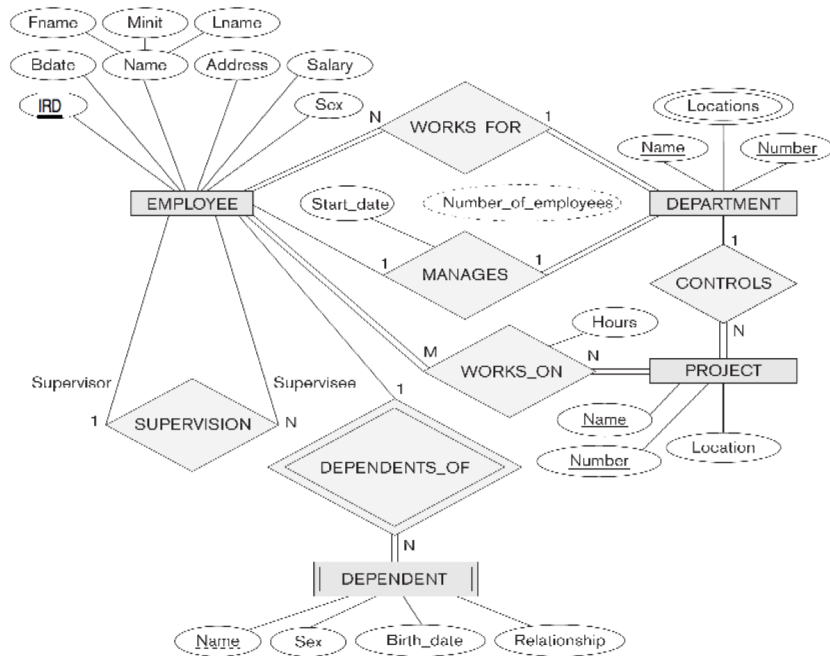 Fname Minit Lname
Bdate Name Address Salary
IRD Sex
N WORKS FOR 1
Locations
Name Number
EMPLOYEE
Start_date Number_of_employees
DEPARTMENT
1 MANAGES 1
1
CONTROLS
N
Hours
M WORKS_ON N
PROJECT
Supervisor Supervisee
1 SUPERVISION N
1
Name
Number Location
DEPENDENTS_OF
N
DEPENDENT
Name Sex Birth_date Relationship